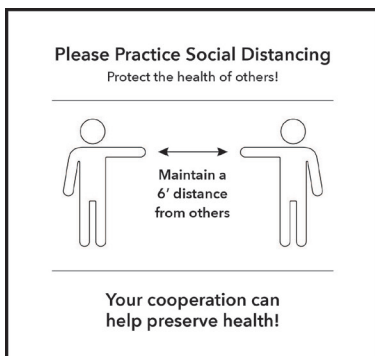 Please Practice Social Distancing
Protect the health of others!
Maintain a
6' distance
from others
Your cooperation can
help preserve health!